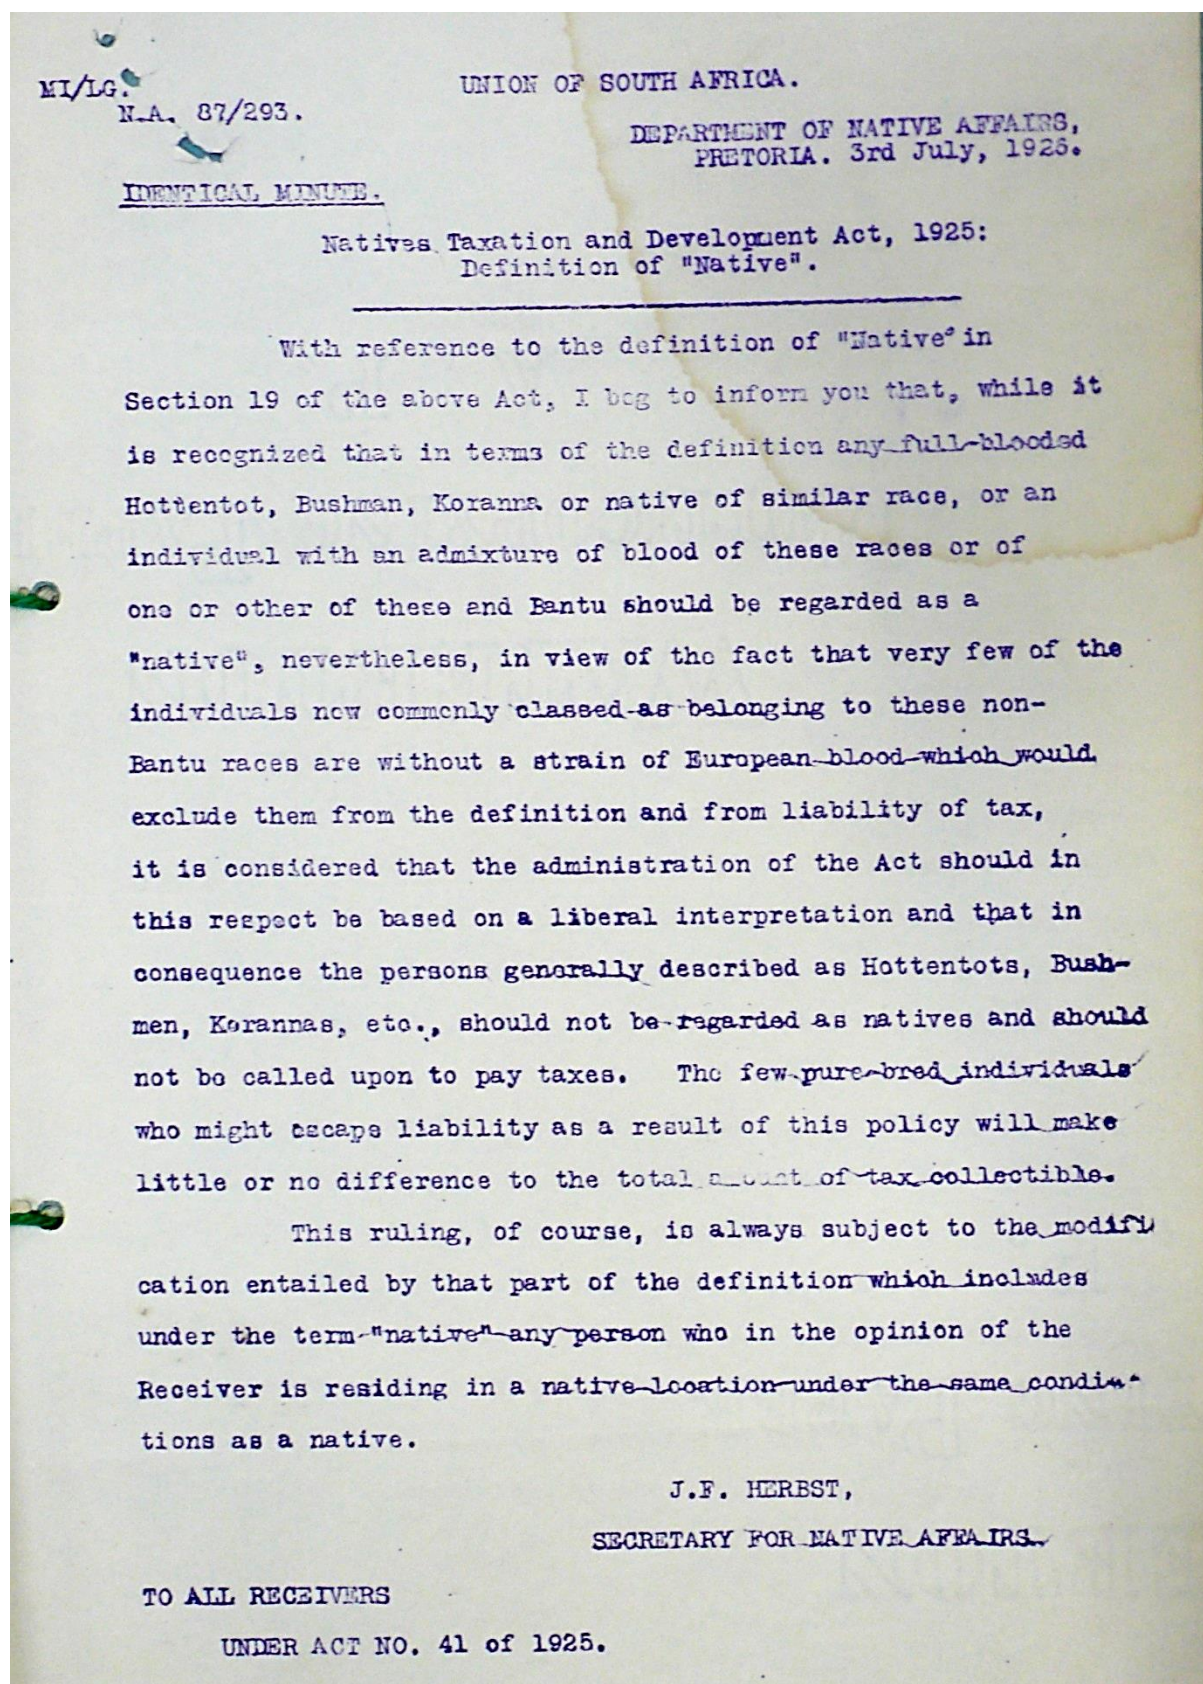 MI/LG.
UNION OF SOUTH AFRICA.
N.A. 87/293.
DEPARTMENT OF NATIVE AFFAIRS,
PRETORIA. 3rd July, 1926.
IDENTICAL MINUTE.
Natives Taxation and Development Act, 1925:
Definition of "Native".
With reference to the definition of "Native" in
Section 19 of the above Act, I beg to inform you that, while it
is recognized that in terms of the definition any full-blooded
Hottentot, Bushman, Koranna or native of similar race, or an
individual with an admixture of blood of these races or of
one or other of these and Bantu should be regarded as a
"native", nevertheless, in view of the fact that very few of the
individuals now commonly classed as belonging to these non-
Bantu races are without a strain of European blood which would
exclude them from the definition and from liability of tax,
it is considered that the administration of the Act should in
this respect be based on a liberal interpretation and that in
consequence the persons generally described as Hottentots, Bush-
men, Korannas, etc., should not be regarded as natives and should
not be called upon to pay taxes. The few pure-bred individuals
who might escape liability as a result of this policy will make
little or no difference to the total amount of tax collectible.
This ruling, of course, is always subject to the modifi
cation entailed by that part of the definition which includes
under the term "native" any person who in the opinion of the
Receiver is residing in a native location under the same condi-
tions as a native.
J.F. HERBST,
SECRETARY FOR NATIVE AFFAIRS.
TO ALL RECEIVERS
UNDER ACT NO. 41 of 1925.